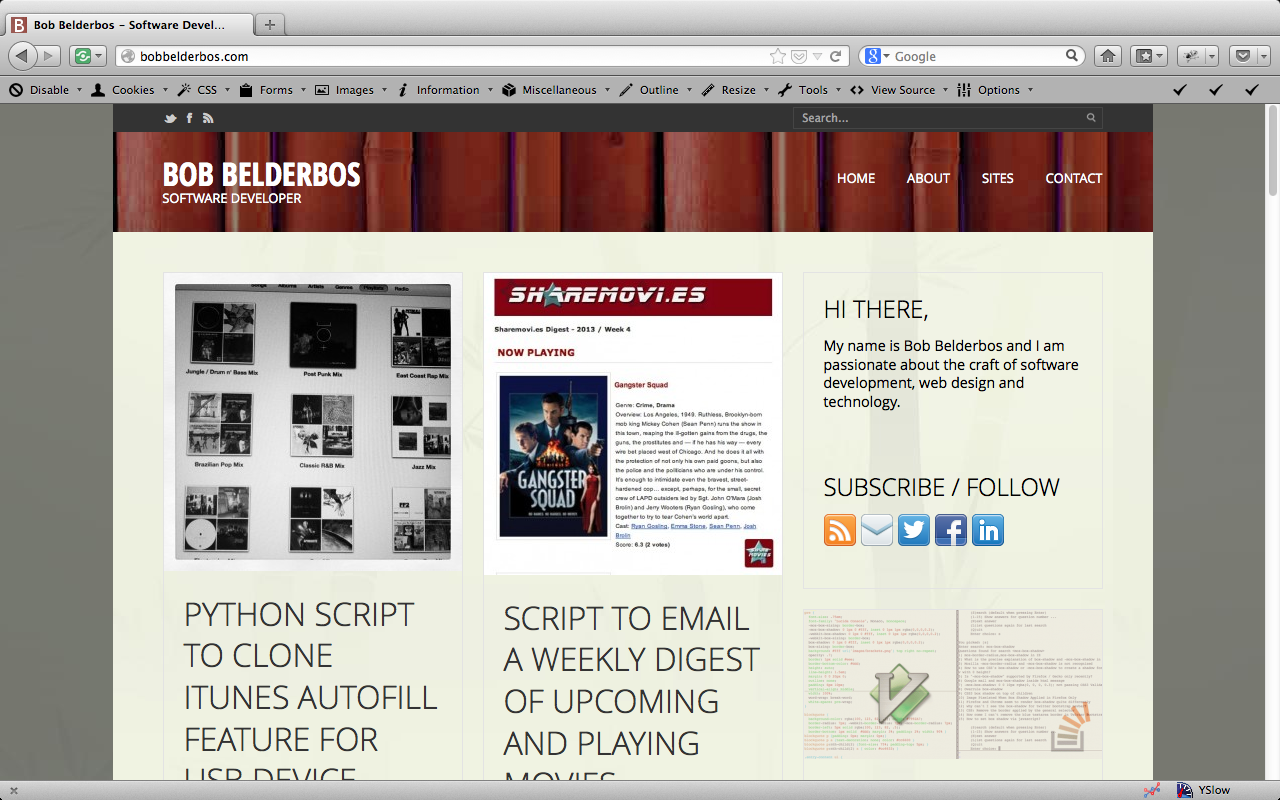 Bob Belderbos – Software Devel...
bobbelderbos.com
Google
Disable
Cookies
CSS
Forms
Images
Information
Miscellaneous
Outline
Resize
Tools
View Source
Options
Search...
BOB BELDERBOS
SOFTWARE DEVELOPER
HOME
ABOUT
SITES
CONTACT
Songs Albums Artists Genres Playlists Radio
Jungle / Drum n' Bass Mix
Post Punk Mix
East Coast Rap Mix
Brazilian Pop Mix
Classic R&B Mix
Jazz Mix
PYTHON SCRIPT
TO CLONE
ITUNES AUTOFILL
FEATURE FOR
USB DEVICE
SHAREMOVI.ES
Sharemovi.es Digest - 2013 / Week 4
NOW PLAYING
GANGSTER
SQUAD
Gangster Squad
Genre: Crime, Drama
Overview: Los Angeles, 1949. Ruthless, Brooklyn-born
mob king Mickey Cohen (Sean Penn) runs the show in
this town, reaping the ill-gotten gains from the drugs, the
guns, the prostitutes and — if he has his way — every
wire bet placed west of Chicago. And he does it all with
the protection of not only his own paid goons, but also
the police and the politicians who are under his control.
It's enough to intimidate even the bravest, street-
hardened cop… except, perhaps, for the small, secret
crew of LAPD outsiders led by Sgt. John O'Mara (Josh
Brolin) and Jerry Wooters (Ryan Gosling), who come
together to try to tear Cohen's world apart.
Cast: Ryan Gosling, Emma Stone, Sean Penn, Josh
Brolin
Score: 6.3 (2 votes)
SCRIPT TO EMAIL
A WEEKLY DIGEST
OF UPCOMING
AND PLAYING
MOVIES
HI THERE,
My name is Bob Belderbos and I am
passionate about the craft of software
development, web design and
technology.
SUBSCRIBE / FOLLOW
YSlow